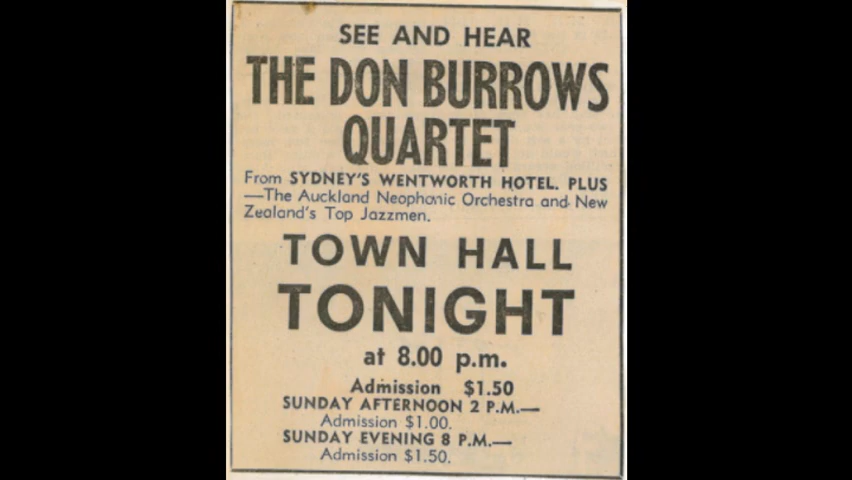 SEE AND HEAR
THE DON BURROWS
QUARTET
From SYDNEY'S WENTWORTH HOTEL. PLUS
—The Auckland Neophonic Orchestra and New
Zealand's Top Jazzmen.
TOWN HALL
TONIGHT
at 8.00 p.m.
Admission $1.50
SUNDAY AFTERNOON 2 P.M.—
Admission $1.00.
SUNDAY EVENING 8 P.M.—
Admission $1.50.